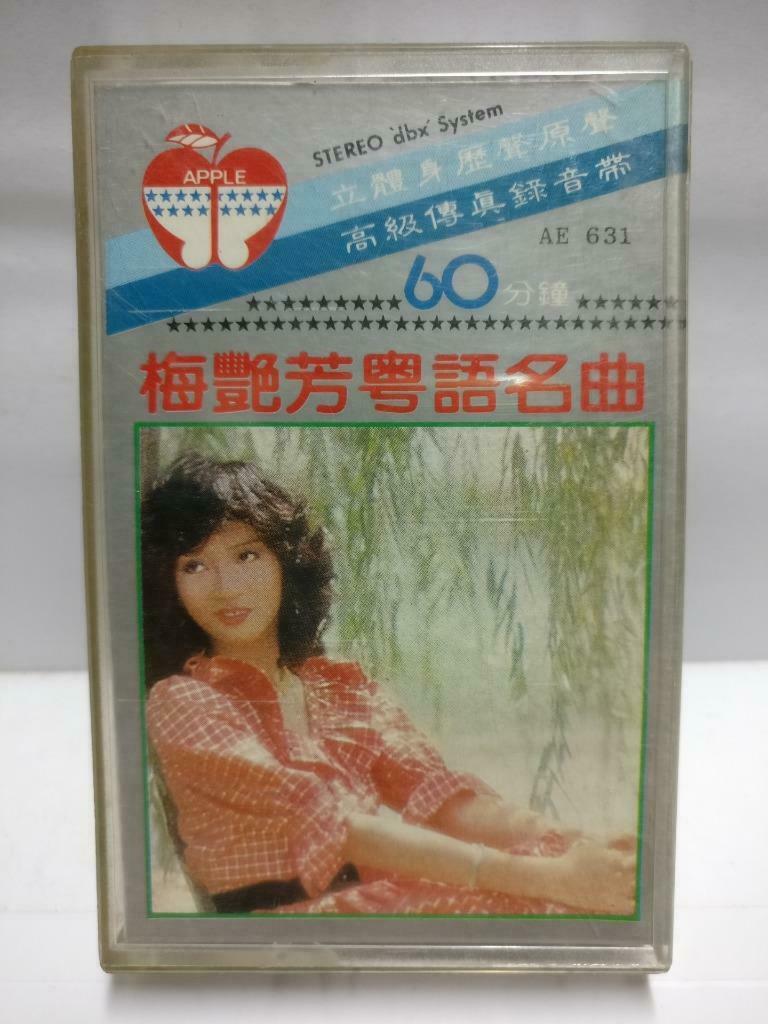 APPLE
STEREO 'dbx' System
立體身歷聲原聲
高級傳真錄音帶
AE 631
60分鐘
梅艷芳粵語名曲